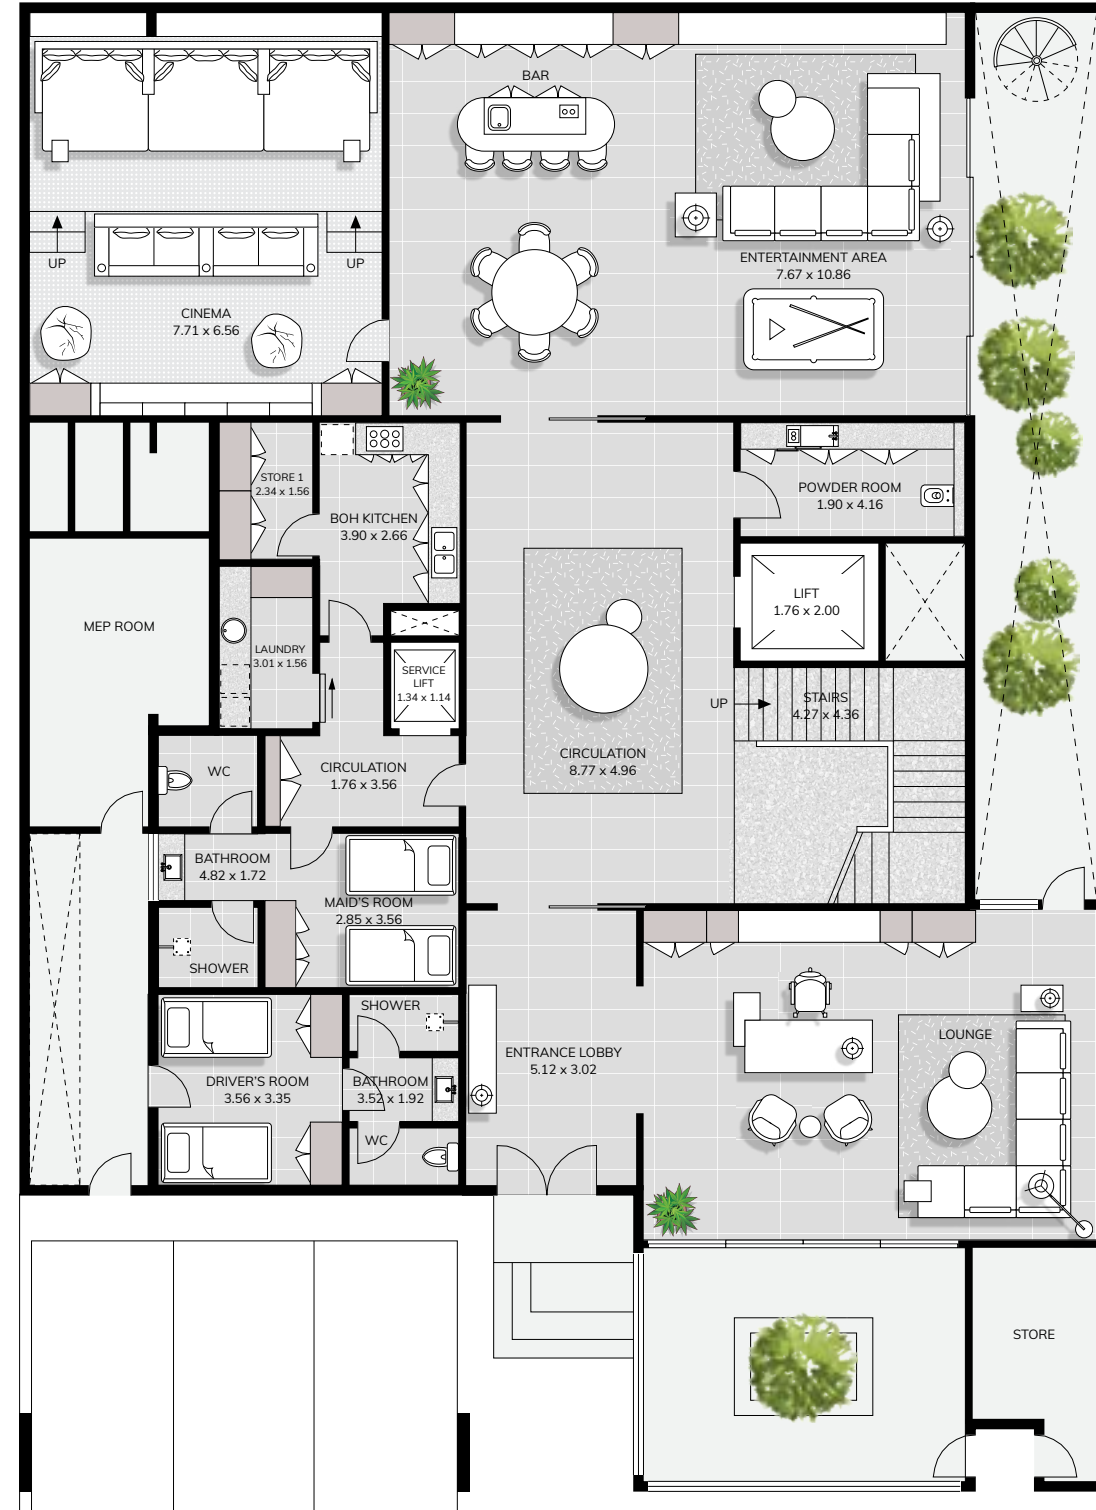 BAR
ENTERTAINMENT AREA
7.67 x 10.86
UP
UP
CINEMA
7.71 x 6.56
STORE 1
2.34 x 1.56
BOH KITCHEN
3.90 x 2.66
POWDER ROOM
1.90 x 4.16
LIFT
1.76 x 2.00
MEP ROOM
LAUNDRY
3.01 x 1.56
SERVICE
LIFT
1.34 x 1.14
UP
STAIRS
4.27 x 4.36
CIRCULATION
8.77 x 4.96
WC
CIRCULATION
1.76 x 3.56
BATHROOM
4.82 x 1.72
MAID'S ROOM
2.85 x 3.56
SHOWER
SHOWER
ENTRANCE LOBBY
5.12 x 3.02
LOUNGE
DRIVER'S ROOM
3.56 x 3.35
BATHROOM
3.52 x 1.92
WC
STORE